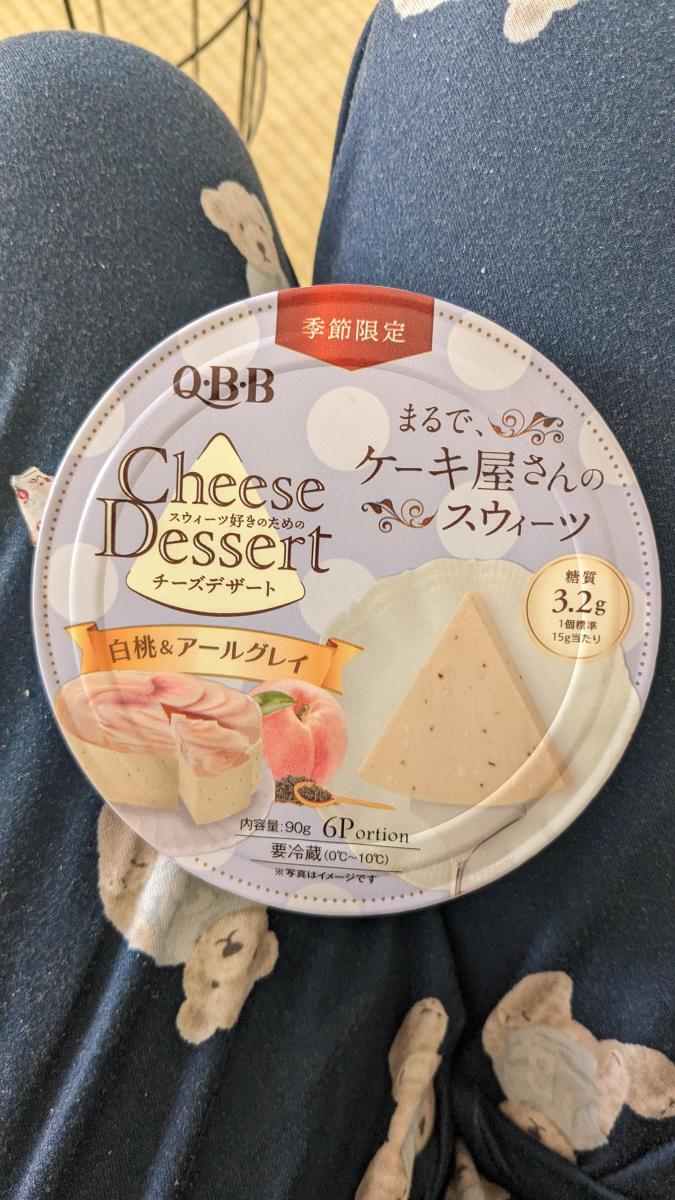 季節限定
Q・B・B
Cheese
スウィーツ好きのための
Dessert
チーズデザート
まるで、
ケーキ屋さんの
スウィーツ
糖質
3.2g
1個標準
15g当たり
白桃&アールグレイ
内容量:90g 6Portion
要冷蔵(0℃~10℃)
※写真はイメージです